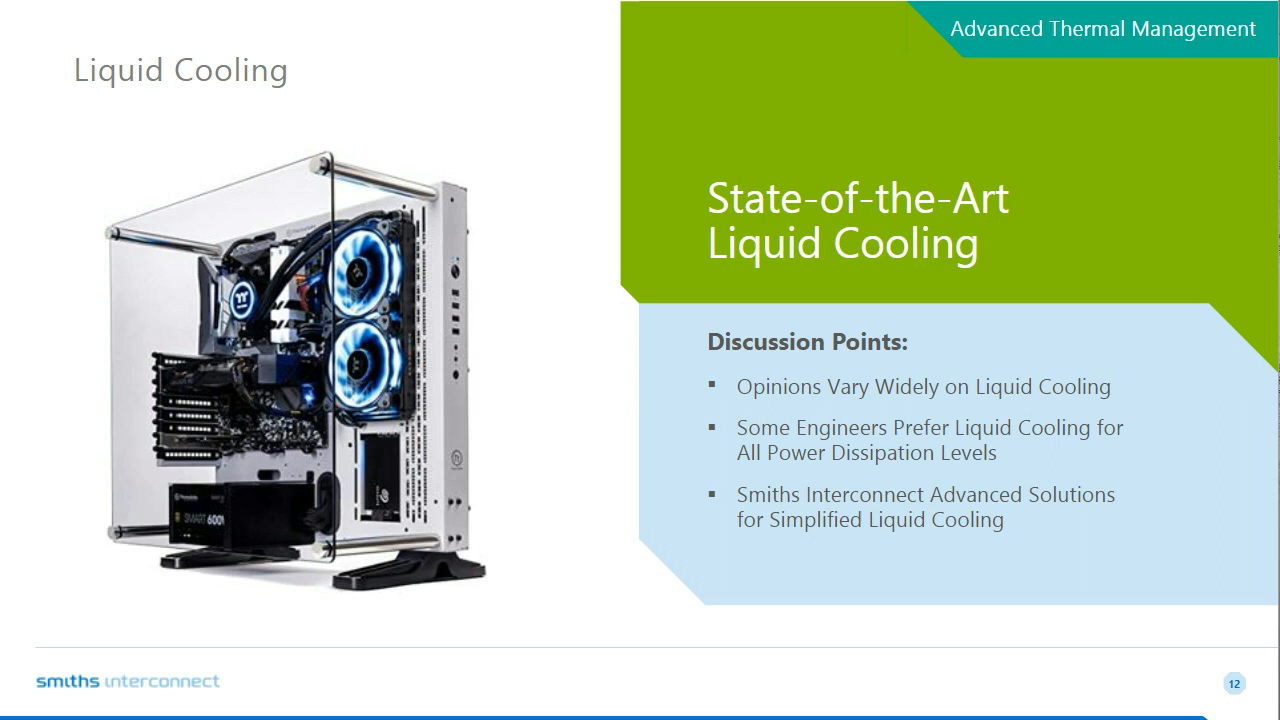 Advanced Thermal Management
Liquid Cooling
State-of-the-Art
Liquid Cooling
Discussion Points:
▪ Opinions Vary Widely on Liquid Cooling
▪ Some Engineers Prefer Liquid Cooling for
All Power Dissipation Levels
▪ Smiths Interconnect Advanced Solutions
for Simplified Liquid Cooling
SMART 600W
smiths interconnect
12